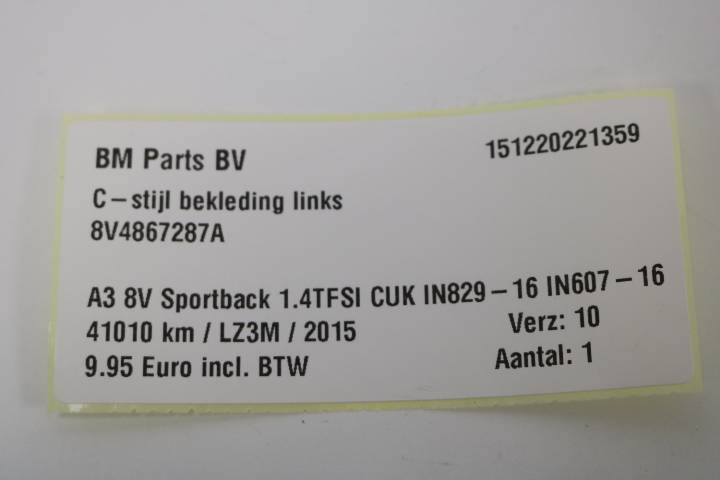 BM Parts BV
151220221359
C-stijl bekleding links
8V4867287A
A3 8V Sportback 1.4TFSI CUK IN829-16 IN607-16
41010 km / LZ3M / 2015
Verz: 10
9.95 Euro incl. BTW
Aantal: 1